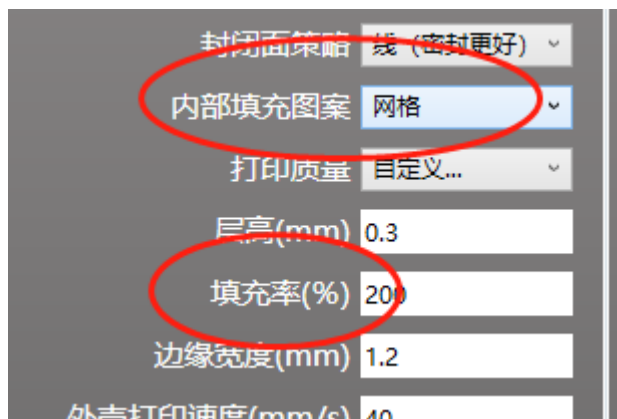 封闭面策略 线（密封更好）
内部填充图案 网格
打印质量 自定义...
层高(mm) 0.3
填充率(%) 200
边缘宽度(mm) 1.2
外壳打印速度(mm/s) 40